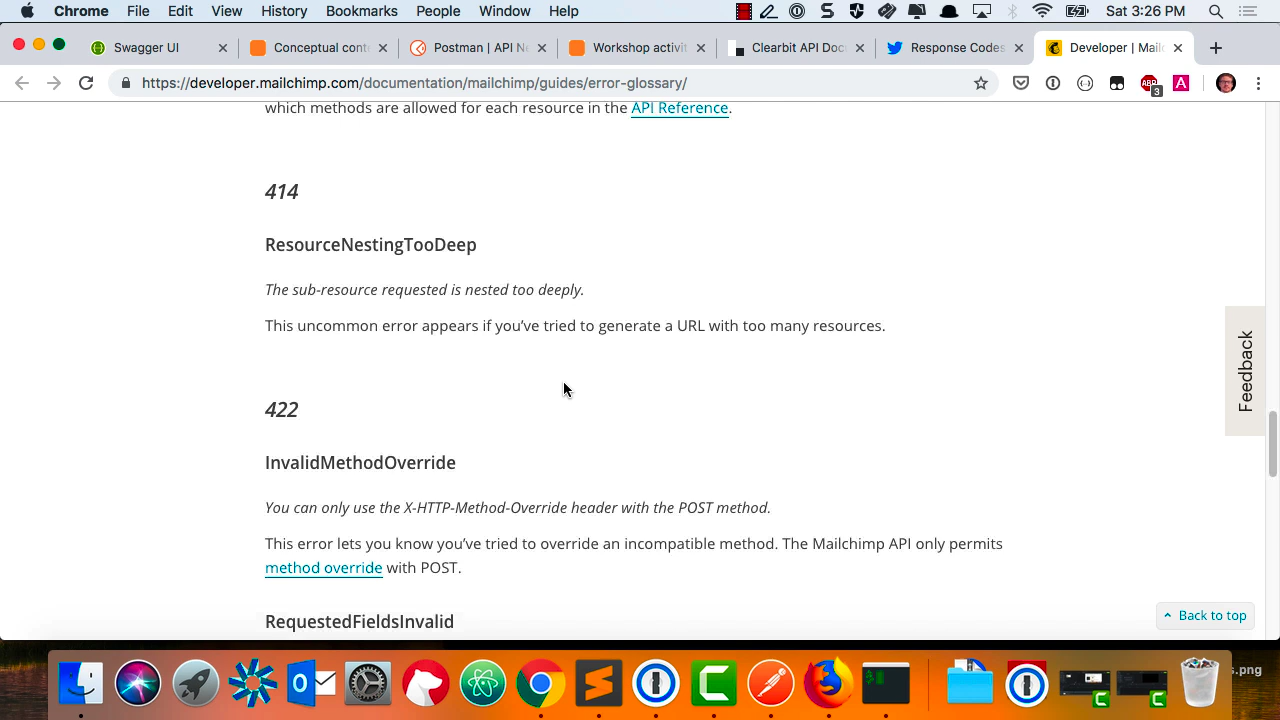 Chrome File Edit View History Bookmarks People Window Help Sat 3:26 PM
Swagger UI
Conceptual con
Postman | API N
Workshop activit
Clearbit API Doc
Response Codes
Developer | Mailc
https://developer.mailchimp.com/documentation/mailchimp/guides/error-glossary/
ABP
3
A
which methods are allowed for each resource in the API Reference.
414
ResourceNestingTooDeep
The sub-resource requested is nested too deeply.
This uncommon error appears if you’ve tried to generate a URL with too many resources.
Feedback
422
InvalidMethodOverride
You can only use the X-HTTP-Method-Override header with the POST method.
This error lets you know you’ve tried to override an incompatible method. The Mailchimp API only permits
method override with POST.
Back to top
RequestedFieldsInvalid
s.png